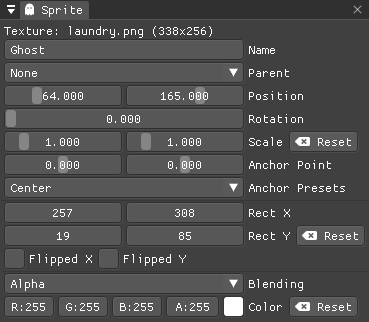 Sprite
Texture: laundry.png (338x256)
Ghost Name
None Parent
64.000 165.000 Position
0.000 Rotation
1.000 1.000 Scale Reset
0.000 0.000 Anchor Point
Center Anchor Presets
257 308 Rect X
19 85 Rect Y Reset
Flipped X Flipped Y
Alpha Blending
R:255 G:255 B:255 A:255 Color Reset